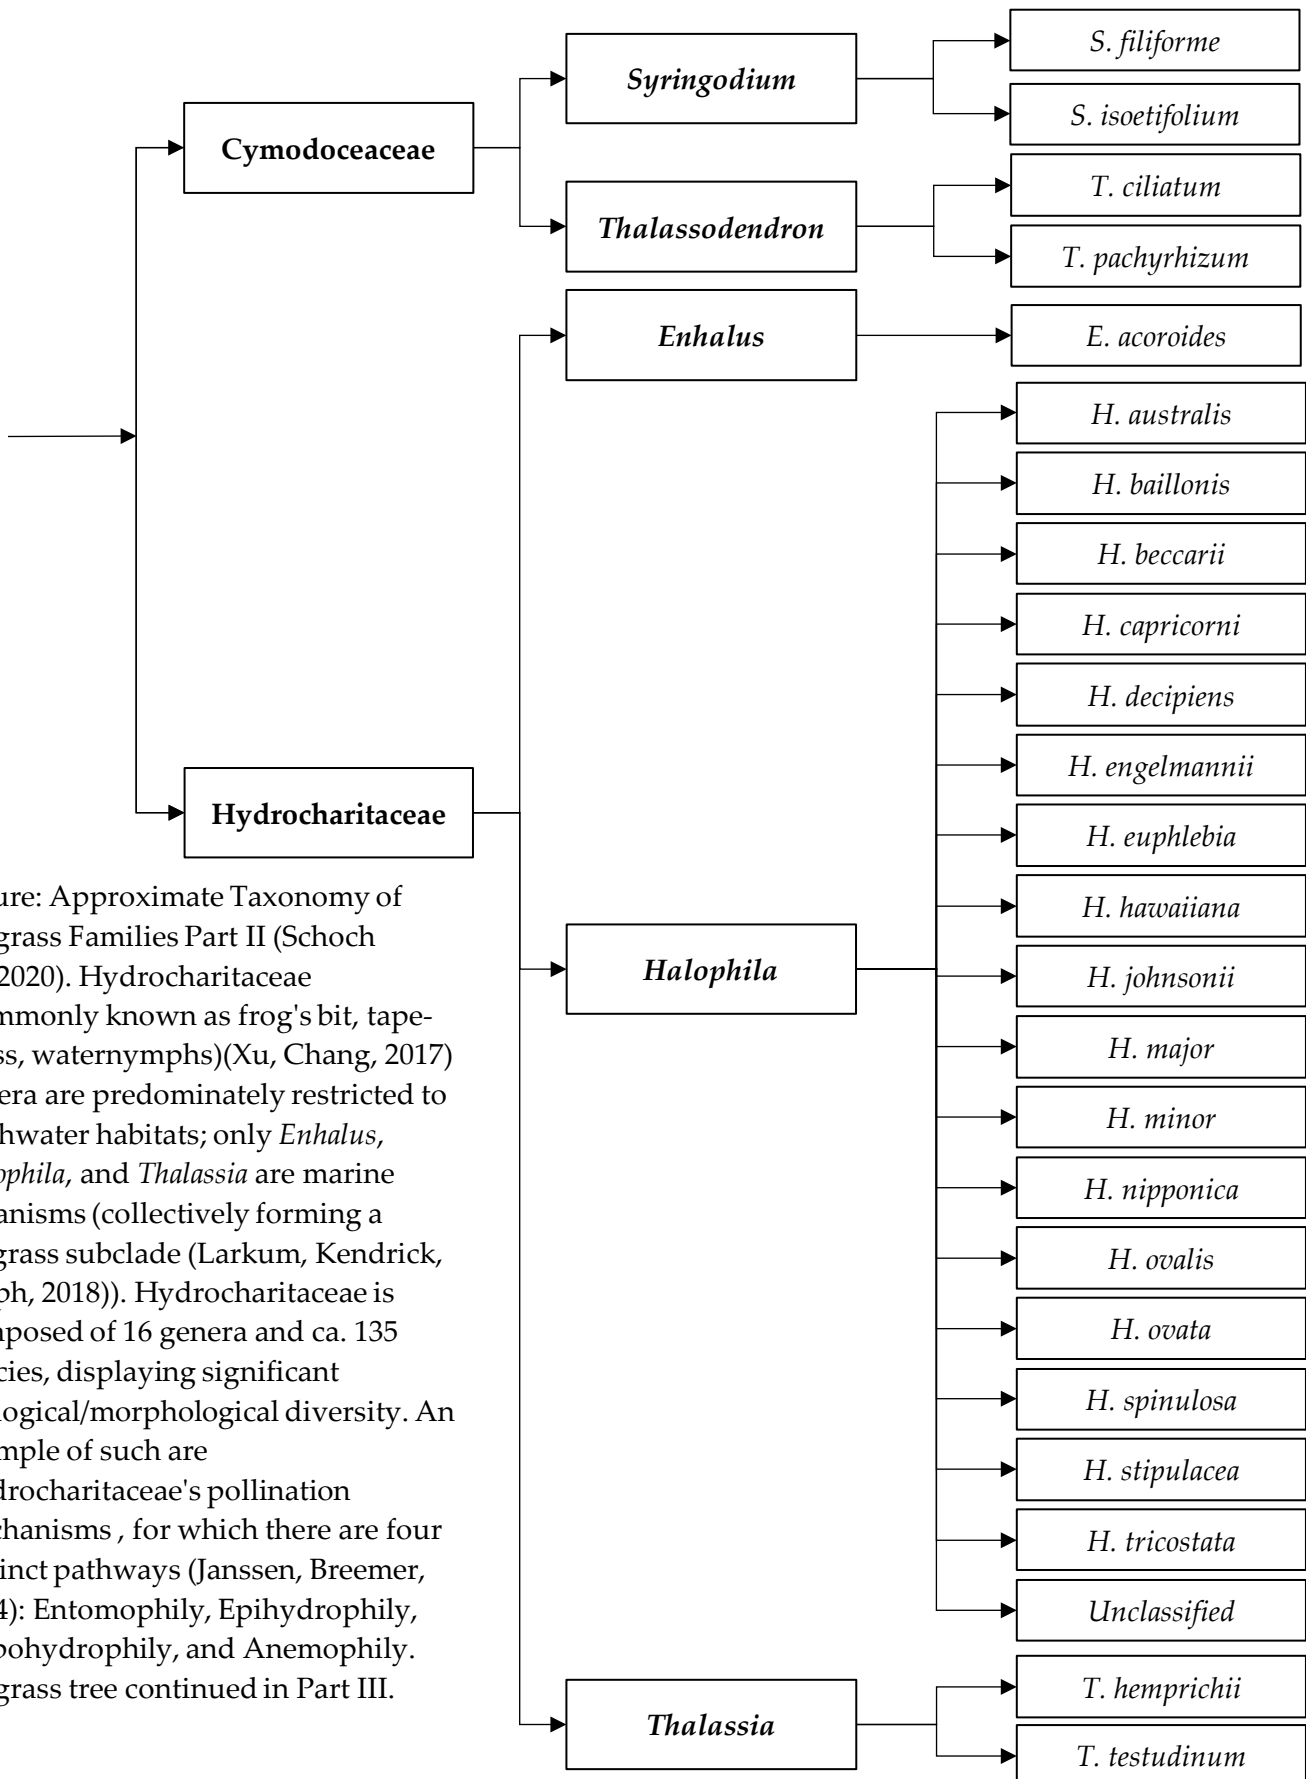 S. filiforme
Syringodium
S. isoetifolium
Cymodoceaceae
T. ciliatum
Thalassodendron
T. pachyrhizum
Enhalus
E. acoroides
H. australis
H. baillonis
H. beccarii
H. capricorni
H. decipiens
H. engelmannii
Hydrocharitaceae
H. euphlebia
H. hawaiiana
Halophila
H. johnsonii
H. major
H. minor
H. nipponica
H. ovalis
H. ovata
H. spinulosa
H. stipulacea
H. tricostata
Unclassified
T. hemprichii
Thalassia
T. testudinum
ure: Approximate Taxonomy of
grass Families Part II (Schoch
2020). Hydrocharitaceae
mmonly known as frog's bit, tape-
ss, waternymphs)(Xu, Chang, 2017)
era are predominately restricted to
hwater habitats; only Enhalus,
ophila, and Thalassia are marine
anisms (collectively forming a
grass subclade (Larkum, Kendrick,
ph, 2018)). Hydrocharitaceae is
mposed of 16 genera and ca. 135
cies, displaying significant
logical/morphological diversity. An
mple of such are
drocharitaceae's pollination
chanisms , for which there are four
inct pathways (Janssen, Breemer,
4): Entomophily, Epihydrophily,
pohydrophily, and Anemophily.
grass tree continued in Part III.